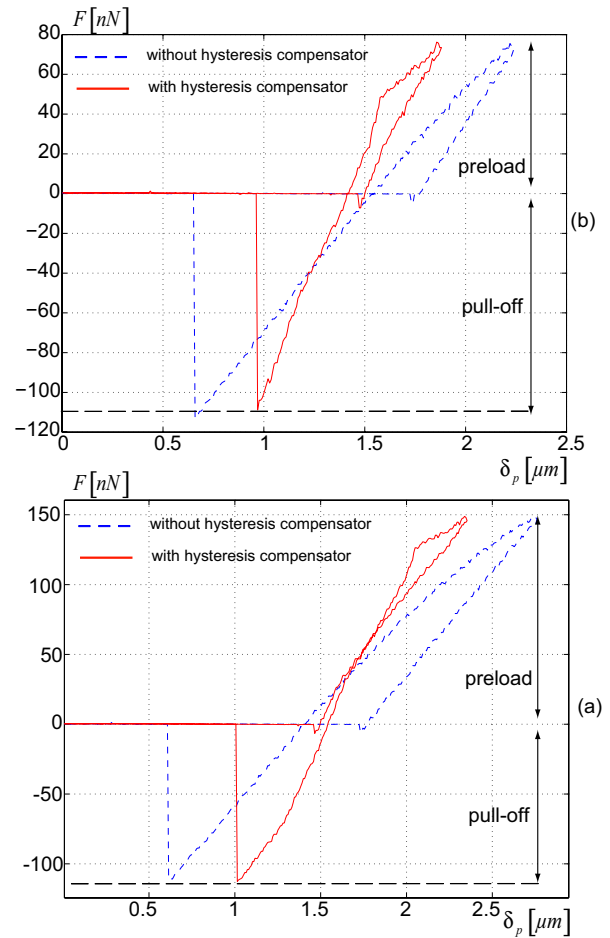 F [nN]
80
60
40
20
0
−20
−40
−60
−80
−100
−120
without hysteresis compensator
with hysteresis compensator
preload
pull-off
(b)
0 0.5 1 1.5 2 2.5
δp [μm]
F [nN]
150
100
50
0
-50
-100
without hysteresis compensator
with hysteresis compensator
preload
pull-off
(a)
0.5 1 1.5 2 2.5
δp [μm]